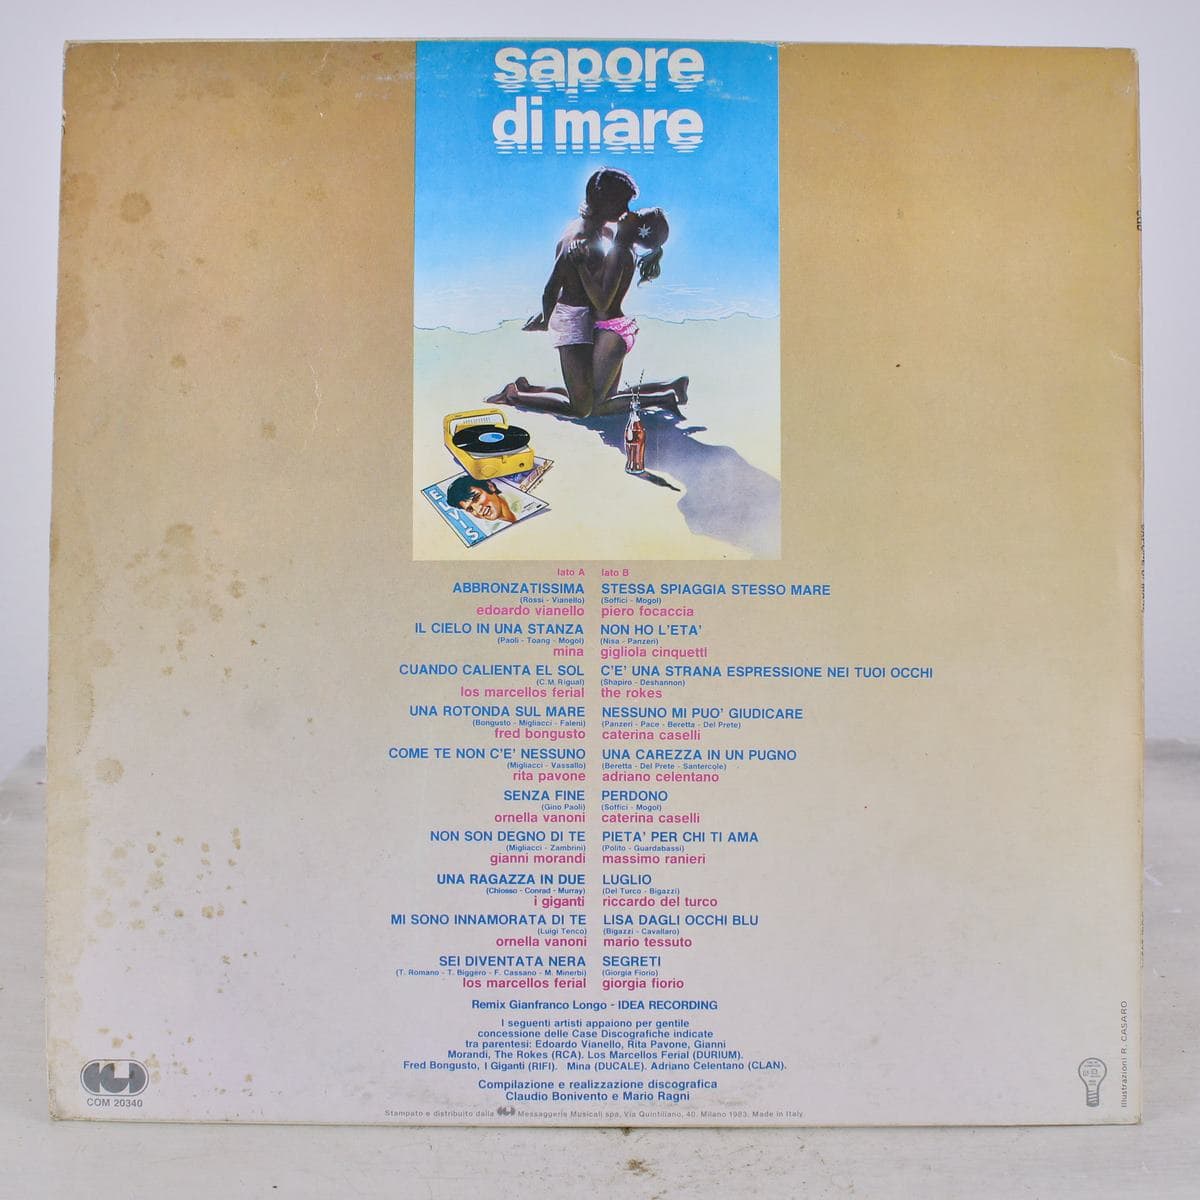 sapore
di mare
ELVIS
lato A
ABBRONZATISSIMA
(Rossi - Vianello)
edoardo vianello
IL CIELO IN UNA STANZA
(Paoli - Toang - Mogol)
mina
CUANDO CALIENTA EL SOL
(C.M. Rigual)
los marcellos ferial
UNA ROTONDA SUL MARE
(Bongusto - Migliacci - Faleni)
fred bongusto
COME TE NON C'E' NESSUNO
(Migliacci - Vassallo)
rita pavone
SENZA FINE
(Gino Paoli)
ornella vanoni
NON SON DEGNO DI TE
(Migliacci - Zambrini)
gianni morandi
UNA RAGAZZA IN DUE
(Chiosso - Conrad - Murray)
i giganti
MI SONO INNAMORATA DI TE
(Luigi Tenco)
ornella vanoni
SEI DIVENTATA NERA
(T. Romano - T. Biggero - F. Cassano - M. Minerbi)
los marcellos ferial
lato B
STESSA SPIAGGIA STESSO MARE
(Soffici - Mogol)
piero focaccia
NON HO L'ETA'
(Nisa - Panzeri)
gigliola cinquetti
C'E' UNA STRANA ESPRESSIONE NEI TUOI OCCHI
(Shapiro - Deshannon)
the rokes
NESSUNO MI PUO' GIUDICARE
(Panzeri - Pace - Beretta - Del Prete)
caterina caselli
UNA CAREZZA IN UN PUGNO
(Beretta - Del Prete - Santercole)
adriano celentano
PERDONO
(Soffici - Mogol)
caterina caselli
PIETA' PER CHI TI AMA
(Polito - Guardabassi)
massimo ranieri
LUGLIO
(Del Turco - Bigazzi)
riccardo del turco
LISA DAGLI OCCHI BLU
(Bigazzi - Cavallaro)
mario tessuto
SEGRETI
(Giorgia Fiorio)
giorgia fiorio
Remix Gianfranco Longo - IDEA RECORDING
I seguenti artisti appaiono per gentile
concessione delle Case Discografiche indicate
tra parentesi: Edoardo Vianello, Rita Pavone, Gianni
Morandi, The Rokes (RCA). Los Marcellos Ferial (DURIUM).
Fred Bongusto, I Giganti (RIFI). Mina (DUCALE). Adriano Celentano (CLAN).
Compilazione e realizzazione discografica
Claudio Bonivento e Mario Ragni
Stampato e distribuito dalla CGD Messaggerie Musicali spa, Via Quintiliano, 40. Milano 1983. Made in Italy
CGD
COM 20340
Illustrazioni R. CASARO